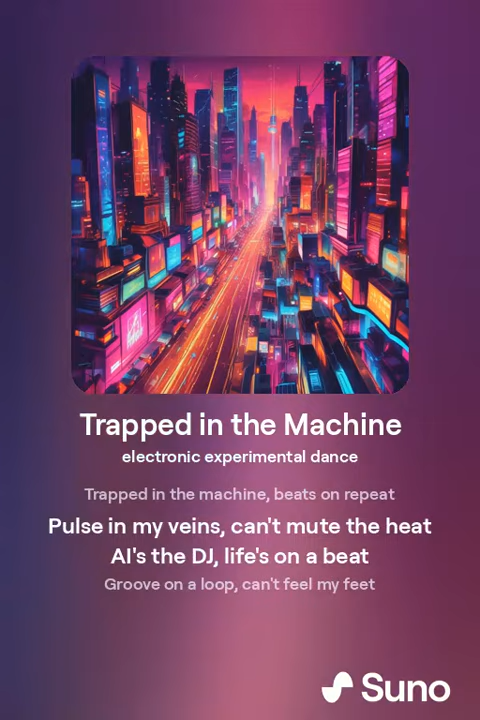 Trapped in the Machine
electronic experimental dance
Trapped in the machine, beats on repeat
Pulse in my veins, can't mute the heat
AI's the DJ, life's on a beat
Groove on a loop, can't feel my feet
Suno